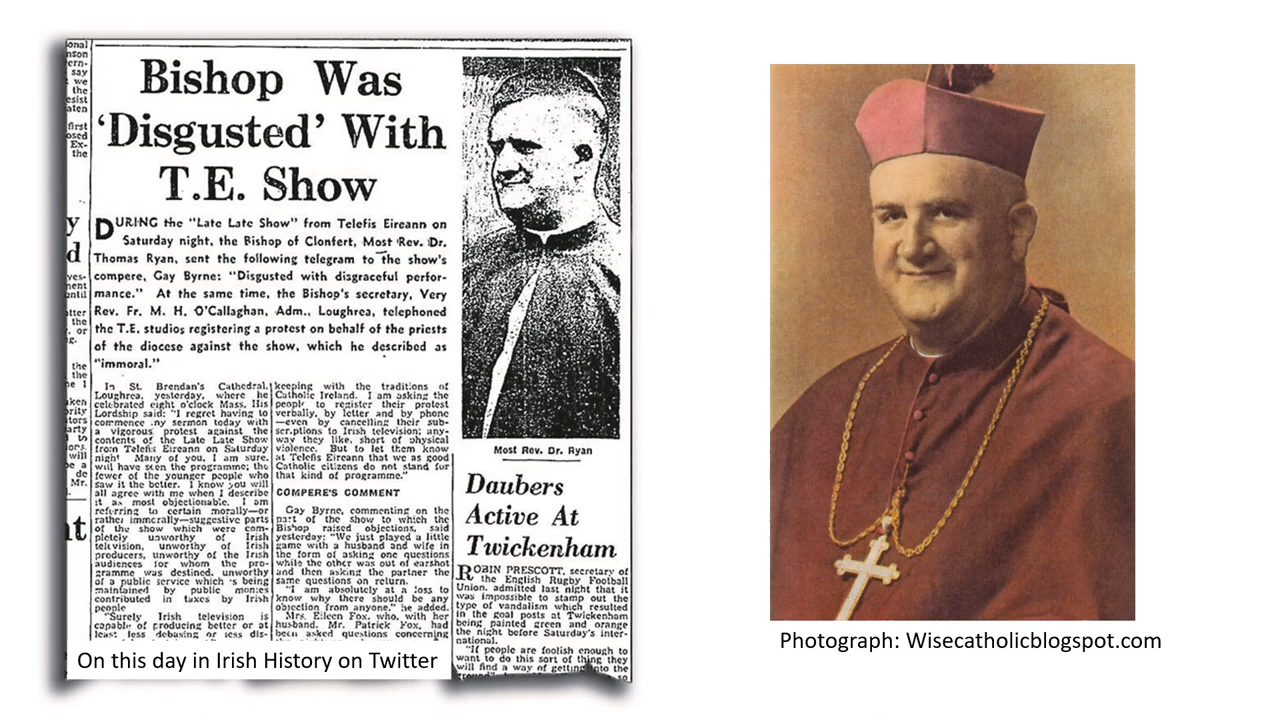 Bishop Was
‘Disgusted’ With
T.E. Show
DURING the "Late Late Show" from Telefis Eireann on
Saturday night, the Bishop of Clonfert, Most Rev. Dr.
Thomas Ryan, sent the following telegram to the show's
compere, Gay Byrne: "Disgusted with disgraceful perfor-
mance." At the same time, the Bishop's secretary, Very
Rev. Fr. M. H. O'Callaghan, Adm., Loughrea, telephoned
the T.E. studios registering a protest on behalf of the priests
of the diocese against the show, which he described as
"immoral."
In St. Brendan's Cathedral,
Loughrea, yesterday, where he
celebrated eight o'clock Mass, His
Lordship said: "I regret having to
commence my sermon today with
a vigorous protest against the
contents of the Late Late Show
from Telefis Eireann on Saturday
night Many of you, I am sure,
will have seen the programme; the
fewer of the younger people who
saw it the better. I know you will
all agree with me when I describe
it as most objectionable. I am
referring to certain morally—or
rather immorally—suggestive parts
of the show which were com-
pletely unworthy of Irish
television, unworthy of Irish
producers, unworthy of the Irish
audiences for whom the pro-
gramme was destined, unworthy
of a public service which is being
maintained by public monies
contributed in taxes by Irish
people
"Surely Irish television is
capable of producing better or at
least less debasing or less dis-
keeping with the traditions of
Catholic Ireland. I am asking the
people to register their protest
verbally, by letter and by phone
—even by cancelling their sub-
scriptions to Irish television; any-
way they like, short of physical
violence. But to let them know
at Telefis Eireann that we as good
Catholic citizens do not stand for
that kind of programme."
COMPERE'S COMMENT
Gay Byrne, commenting on the
part of the show to which the
Bishop raised objections, said
yesterday: "We just played a little
game with a husband and wife in
the form of asking one questions
while the other was out of earshot
and then asking the partner the
same questions on return.
"I am absolutely at a loss to
know why there should be any
objection from anyone," he added.
Mrs. Eileen Fox, who, with her
husband, Mr. Patrick Fox, had
been asked questions concerning
Most Rev. Dr. Ryan
Daubers
Active At
Twickenham
ROBIN PRESCOTT, secretary of
the English Rugby Football
Union, admitted last night that it
was impossible to stamp out the
type of vandalism which resulted
in the goal posts at Twickenham
being painted green and orange
the night before Saturday's inter-
national.
"If people are foolish enough to
want to do this sort of thing they
will find a way of getting into the
On this day in Irish History on Twitter
Photograph: Wisecatholicblogspot.com